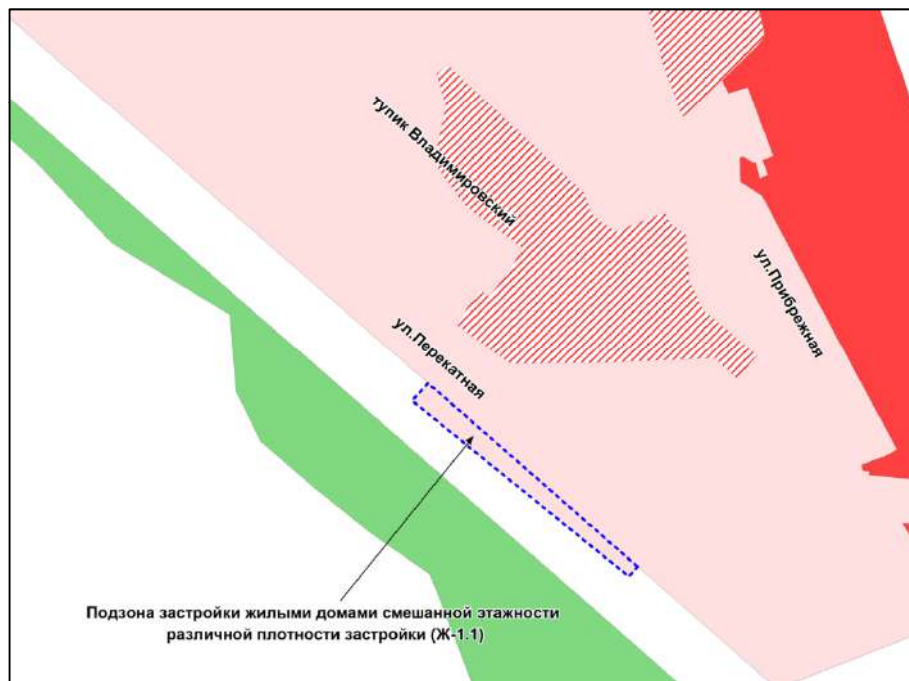 тупик Владимировский
ул.Прибрежная
ул.Перекатная
Подзона застройки жилыми домами смешанной этажности
различной плотности застройки (Ж-1.1)